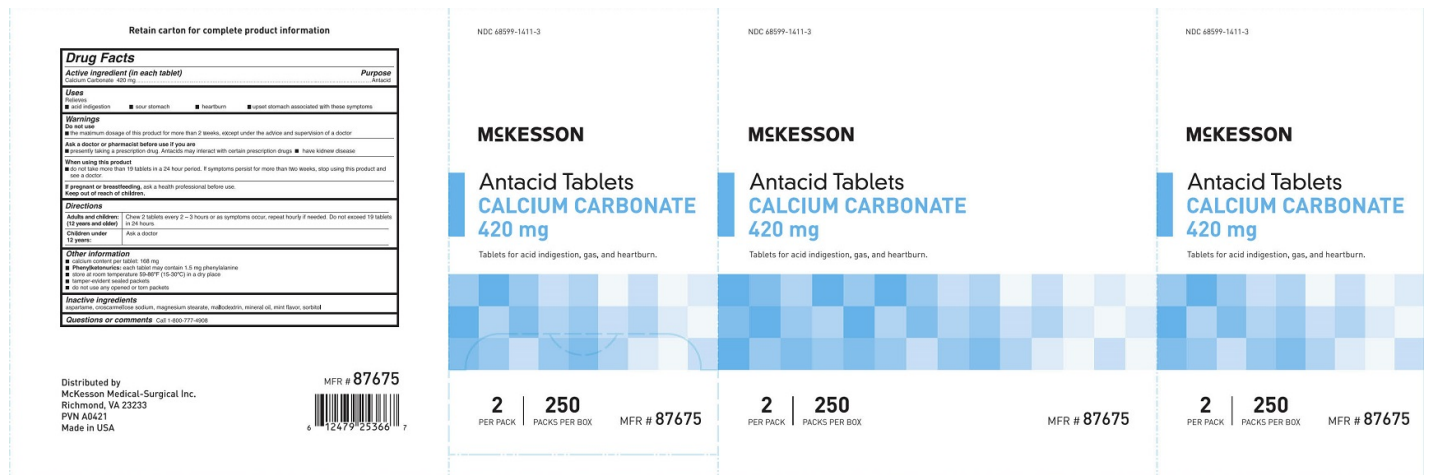 Retain carton for complete product information
Drug Facts
Active ingredient (in each tablet) Purpose
Calcium Carbonate 420 mg Antacid
Uses
Relieves
■ acid indigestion ■ sour stomach ■ heartburn ■ upset stomach associated with these symptoms
Warnings
Do not use
■ the maximum dosage of this product for more than 2 weeks, except under the advice and supervision of a doctor
Ask a doctor or pharmacist before use if you are
■ presently taking a prescription drug. Antacids may interact with certain prescription drugs ■ have kidney disease
When using this product
■ do not take more than 19 tablets in a 24 hour period. If symptoms persist for more than two weeks, stop using this product and
see a doctor.
If pregnant or breastfeeding, ask a health professional before use.
Keep out of reach of children.
Directions
Adults and children: Chew 2 tablets every 2 – 3 hours or as symptoms occur, repeat hourly if needed. Do not exceed 19 tablets
(12 years and older) in 24 hours.
Children under Ask a doctor
12 years:
Other information
■ calcium content per tablet: 168 mg
■ Phenylketonurics: each tablet may contain 1.5 mg phenylalanine
■ store at room temperature 59-86°F (15-30°C) in a dry place
■ tamper-evident sealed packets
■ do not use any opened or torn packets
Inactive ingredients
aspartame, croscarmellose sodium, magnesium stearate, maltodextrin, mineral oil, mint flavor, sorbitol
Questions or comments Call 1-800-777-4908
Distributed by
McKesson Medical-Surgical Inc.
Richmond, VA 23233
PVN A0421
Made in USA
MFR # 87675
6 12479 25366 7
NDC 68599-1411-3
MCKESSON
Antacid Tablets
CALCIUM CARBONATE
420 mg
Tablets for acid indigestion, gas, and heartburn.
2 PER PACK
250 PACKS PER BOX
MFR # 87675
NDC 68599-1411-3
MCKESSON
Antacid Tablets
CALCIUM CARBONATE
420 mg
Tablets for acid indigestion, gas, and heartburn.
2 PER PACK
250 PACKS PER BOX
MFR # 87675
NDC 68599-1411-3
MCKESSON
Antacid Tablets
CALCIUM CARBONATE
420 mg
Tablets for acid indigestion, gas, and heartburn.
2 PER PACK
250 PACKS PER BOX
MFR # 87675